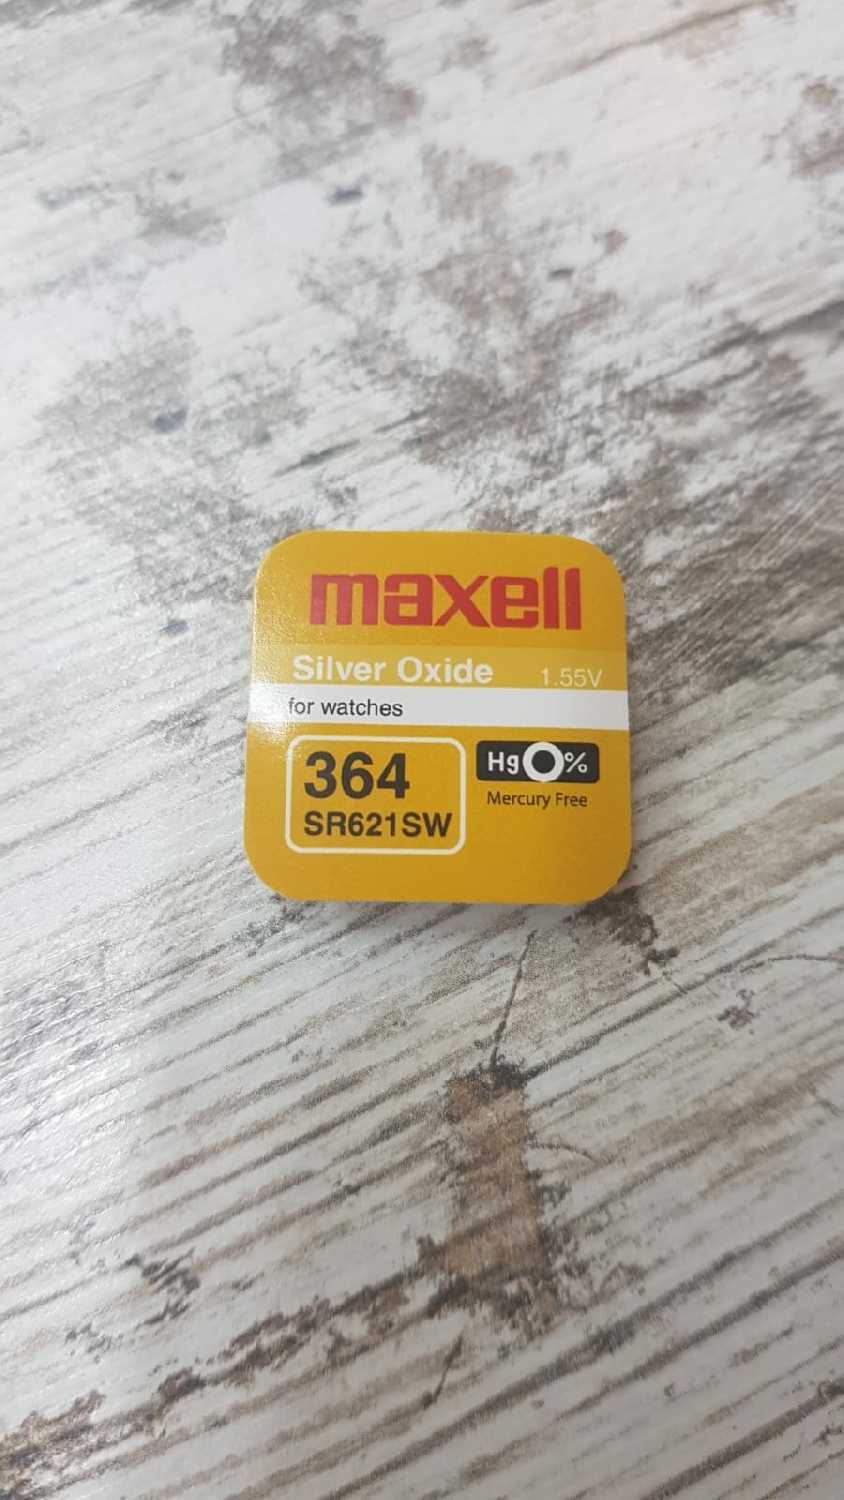 maxell
Silver Oxide 1.55V
for watches
364
SR621SW
Hg0%
Mercury Free